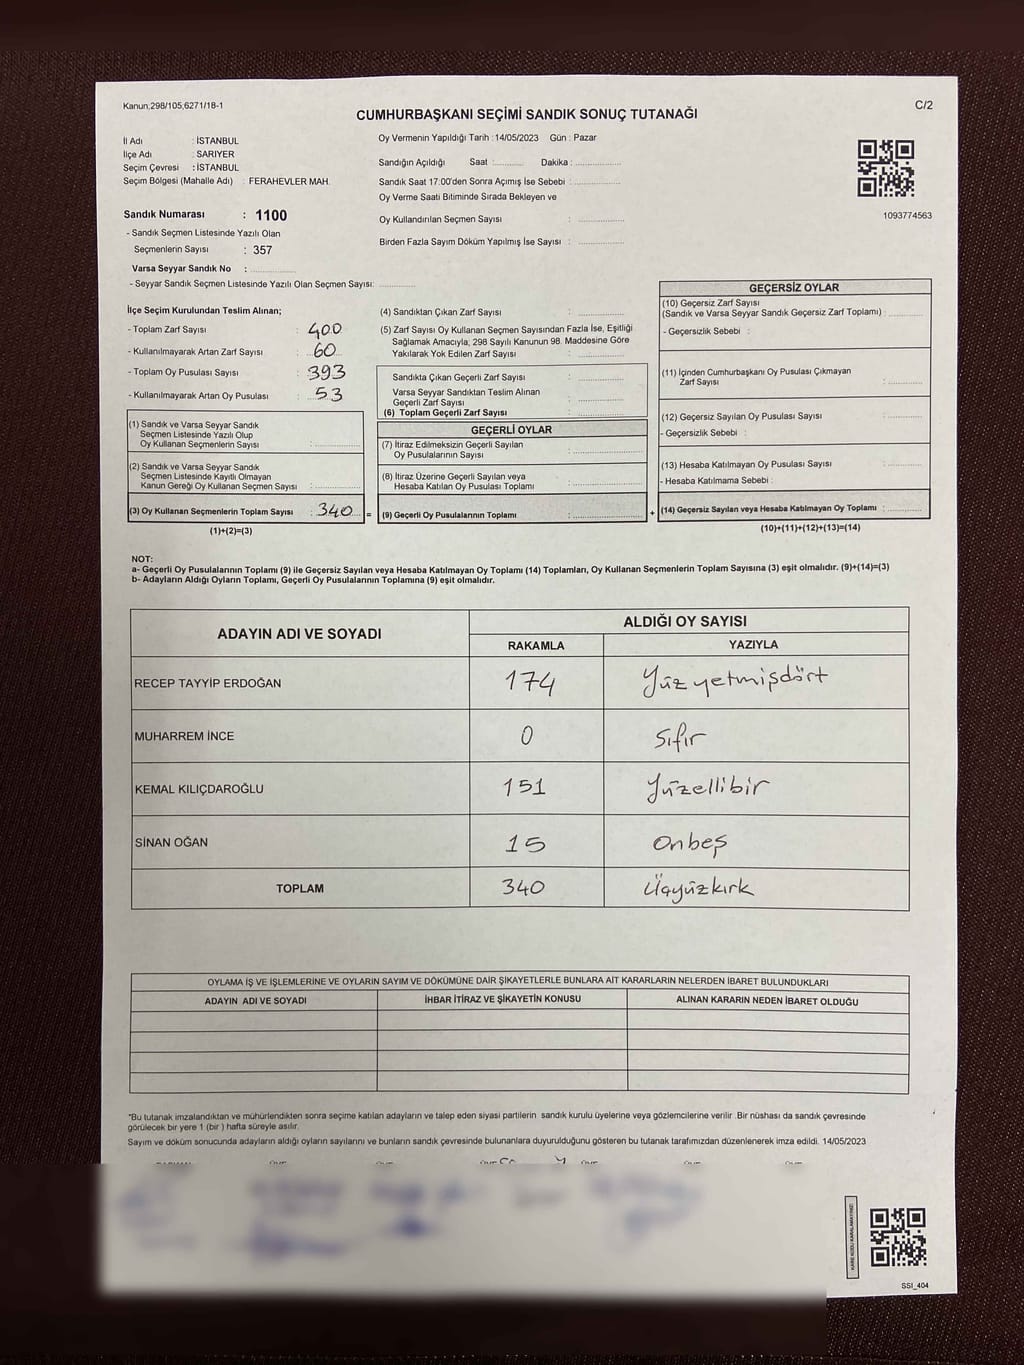 Kanun;298/105;6271/18-1
C/2
CUMHURBAŞKANI SEÇİMİ SANDIK SONUÇ TUTANAĞI
İl Adı : İSTANBUL
İlçe Adı : SARIYER
Seçim Çevresi : İSTANBUL
Seçim Bölgesi (Mahalle Adı) : FERAHEVLER MAH.
Sandık Numarası : 1100
- Sandık Seçmen Listesinde Yazılı Olan
Seçmenlerin Sayısı : 357
Varsa Seyyar Sandık No : ...............
- Seyyar Sandık Seçmen Listesinde Yazılı Olan Seçmen Sayısı: ............
Oy Vermenin Yapıldığı Tarih : 14/05/2023 Gün : Pazar
Sandığın Açıldığı Saat :.......... Dakika : ...............
Sandık Saat 17:00'den Sonra Açımış İse Sebebi : ...............
Oy Verme Saati Bitiminde Sırada Bekleyen ve
Oy Kullandırılan Seçmen Sayısı : ...............
Birden Fazla Sayım Döküm Yapılmış İse Sayısı : ...............
1093774563
İlçe Seçim Kurulundan Teslim Alınan;
- Toplam Zarf Sayısı : 400
- Kullanılmayarak Artan Zarf Sayısı : 60
- Toplam Oy Pusulası Sayısı : 393
- Kullanılmayarak Artan Oy Pusulası : 53
(1) Sandık ve Varsa Seyyar Sandık
Seçmen Listesinde Yazılı Olup
Oy Kullanan Seçmenlerin Sayısı : ...............
(2) Sandık ve Varsa Seyyar Sandık
Seçmen Listesinde Kayıtlı Olmayan
Kanun Gereği Oy Kullanan Seçmen Sayısı : ...............
(3) Oy Kullanan Seçmenlerin Toplam Sayısı : 340 =
(1)+(2)=(3)
(4) Sandıktan Çıkan Zarf Sayısı : ...............
(5) Zarf Sayısı Oy Kullanan Seçmen Sayısından Fazla İse, Eşitliği
Sağlamak Amacıyla; 298 Sayılı Kanunun 98. Maddesine Göre
Yakılarak Yok Edilen Zarf Sayısı : ...............
Sandıkta Çıkan Geçerli Zarf Sayısı : ...............
Varsa Seyyar Sandıktan Teslim Alınan
Geçerli Zarf Sayısı : ...............
(6) Toplam Geçerli Zarf Sayısı : ...............
GEÇERLİ OYLAR
(7) İtiraz Edilmeksizin Geçerli Sayılan
Oy Pusulalarının Sayısı : ...............
(8) İtiraz Üzerine Geçerli Sayılan veya
Hesaba Katılan Oy Pusulası Toplamı : ...............
(9) Geçerli Oy Pusulalarının Toplamı : ............... +
GEÇERSİZ OYLAR
(10) Geçersiz Zarf Sayısı
(Sandık ve Varsa Seyyar Sandık Geçersiz Zarf Toplamı) : ............
- Geçersizlik Sebebi :
(11) İçinden Cumhurbaşkanı Oy Pusulası Çıkmayan
Zarf Sayısı : ............
(12) Geçersiz Sayılan Oy Pusulası Sayısı : ............
- Geçersizlik Sebebi :
(13) Hesaba Katılmayan Oy Pusulası Sayısı : ............
- Hesaba Katılmama Sebebi :
(14) Geçersiz Sayılan veya Hesaba Katılmayan Oy Toplamı : ............
(10)+(11)+(12)+(13)=(14)
NOT:
a- Geçerli Oy Pusulalarının Toplamı (9) ile Geçersiz Sayılan veya Hesaba Katılmayan Oy Toplamı (14) Toplamları, Oy Kullanan Seçmenlerin Toplam Sayısına (3) eşit olmalıdır. (9)+(14)=(3)
b- Adayların Aldığı Oyların Toplamı, Geçerli Oy Pusulalarının Toplamına (9) eşit olmalıdır.
ADAYIN ADI VE SOYADI ALDIĞI OY SAYISI
RAKAMLA YAZIYLA
RECEP TAYYİP ERDOĞAN 174 Yüzyetmişdört
MUHARREM İNCE 0 Sıfır
KEMAL KILIÇDAROĞLU 151 Yüzellibir
SİNAN OĞAN 15 Onbeş
TOPLAM 340 Üçyüzkırk
OYLAMA İŞ VE İŞLEMLERİNE VE OYLARIN SAYIM VE DÖKÜMÜNE DAİR ŞİKAYETLERLE BUNLARA AİT KARARLARIN NELERDEN İBARET BULUNDUKLARI
ADAYIN ADI VE SOYADI İHBAR İTİRAZ VE ŞİKAYETİN KONUSU ALINAN KARARIN NEDEN İBARET OLDUĞU
*Bu tutanak imzalandıktan ve mühürlendikten sonra seçime katılan adayların ve talep eden siyasi partilerin sandık kurulu üyelerine veya gözlemcilerine verilir .Bir nüshası da sandık çevresinde
görülecek bir yere 1 (bir ) hafta süreyle asılır.
Sayım ve döküm sonucunda adayların aldığı oyların sayılarını ve bunların sandık çevresinde bulunanlara duyurulduğunu gösteren bu tutanak tarafımızdan düzenlenerek imza edildi. 14/05/2023
KARE KODU KARALAMAYINIZ!
SSI_404